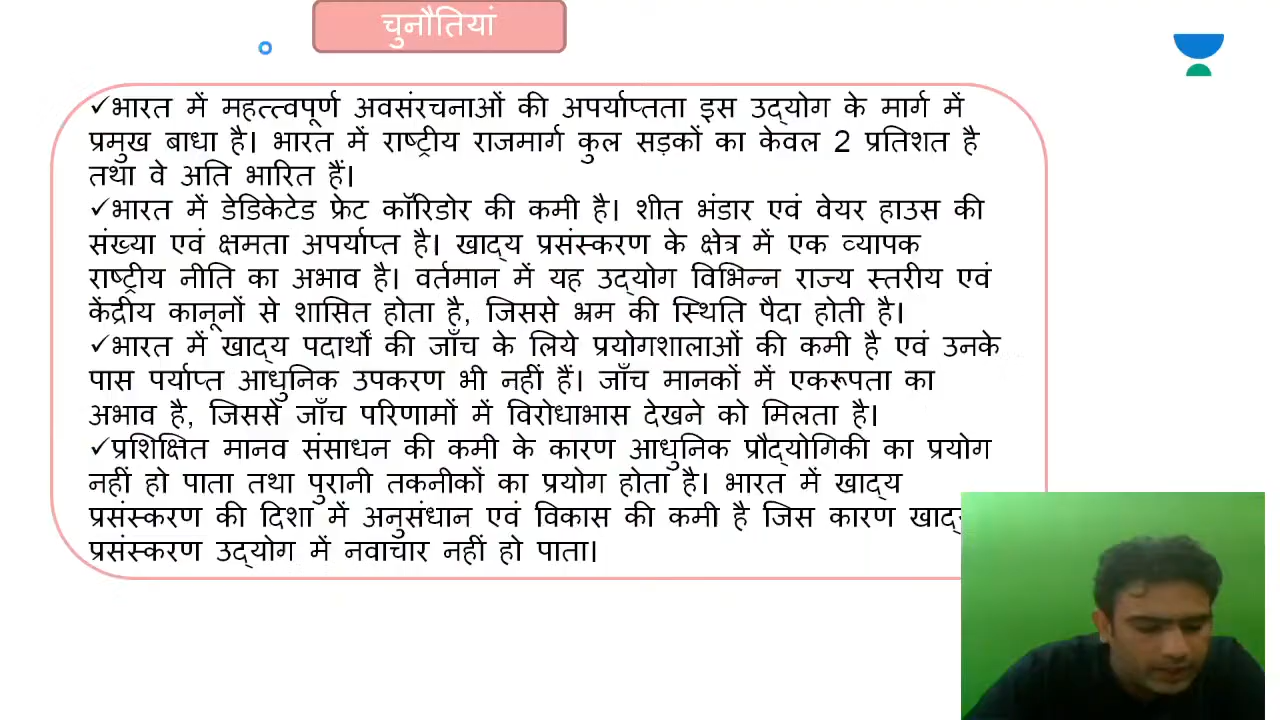 चुनौतियां
✓भारत में महत्त्वपूर्ण अवसंरचनाओं की अपर्याप्तता इस उद्योग के मार्ग में
प्रमुख बाधा है। भारत में राष्ट्रीय राजमार्ग कुल सड़कों का केवल 2 प्रतिशत है
तथा वे अति भारित हैं।
✓भारत में डेडिकेटेड फ्रेट कॉरिडोर की कमी है। शीत भंडार एवं वेयर हाउस की
संख्या एवं क्षमता अपर्याप्त है। खाद्य प्रसंस्करण के क्षेत्र में एक व्यापक
राष्ट्रीय नीति का अभाव है। वर्तमान में यह उद्योग विभिन्न राज्य स्तरीय एवं
केंद्रीय कानूनों से शासित होता है, जिससे भ्रम की स्थिति पैदा होती है।
✓भारत में खाद्य पदार्थों की जाँच के लिये प्रयोगशालाओं की कमी है एवं उनके
पास पर्याप्त आधुनिक उपकरण भी नहीं हैं। जाँच मानकों में एकरूपता का
अभाव है, जिससे जाँच परिणामों में विरोधाभास देखने को मिलता है।
✓प्रशिक्षित मानव संसाधन की कमी के कारण आधुनिक प्रौद्योगिकी का प्रयोग
नहीं हो पाता तथा पुरानी तकनीकों का प्रयोग होता है। भारत में खाद्य
प्रसंस्करण की दिशा में अनुसंधान एवं विकास की कमी है जिस कारण
प्रसंस्करण उद्योग में नवाचार नहीं हो पाता।